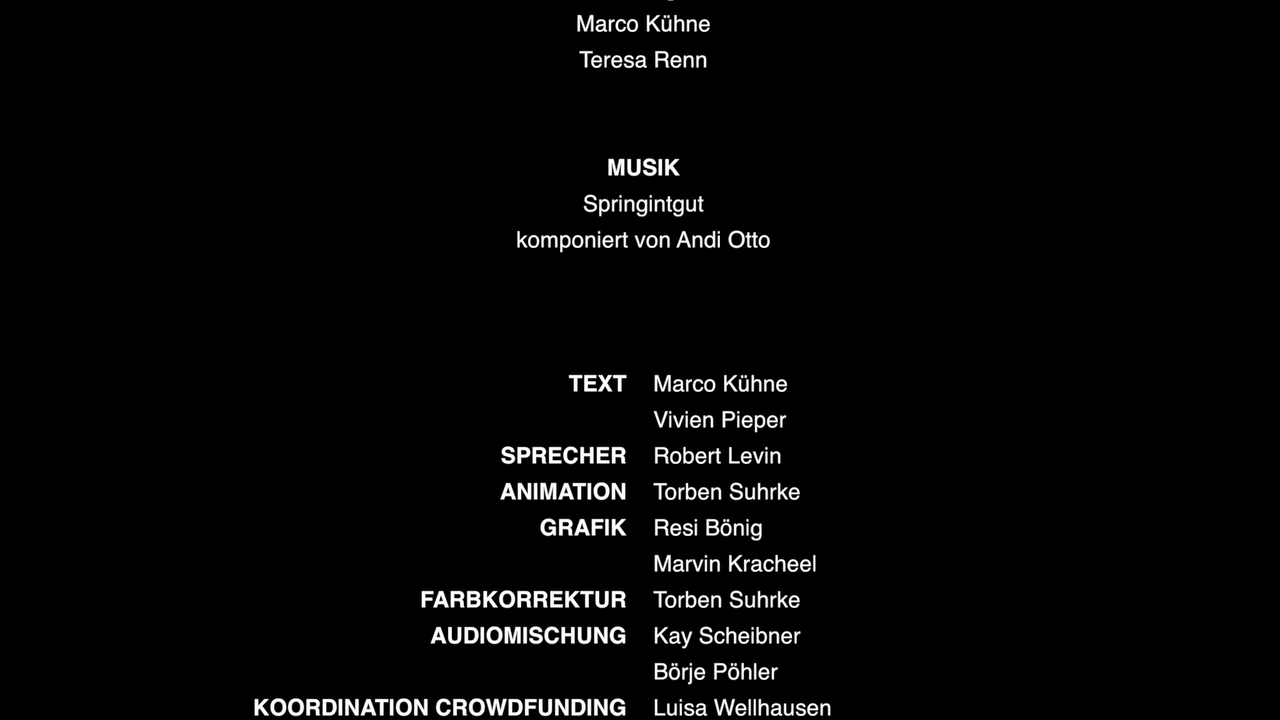 Marco Kühne
Teresa Renn
MUSIK
Springintgut
komponiert von Andi Otto
TEXT Marco Kühne
Vivien Pieper
SPRECHER Robert Levin
ANIMATION Torben Suhrke
GRAFIK Resi Bönig
Marvin Kracheel
FARBKORREKTUR Torben Suhrke
AUDIOMISCHUNG Kay Scheibner
Börje Pöhler
KOORDINATION CROWDFUNDING Luisa Wellhausen